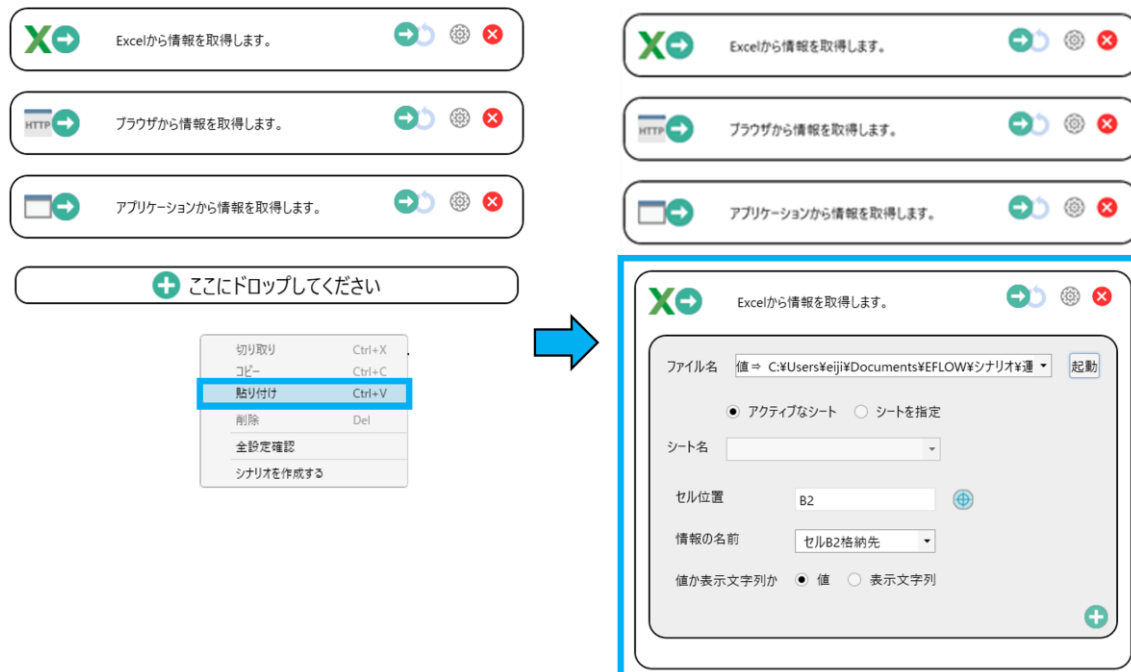 Excelから情報を取得します。
HTTP
ブラウザから情報を取得します。
アプリケーションから情報を取得します。
ここにドロップしてください
切り取り Ctrl+X
コピー Ctrl+C
貼り付け Ctrl+V
削除 Del
全設定確認
シナリオを作成する
Excelから情報を取得します。
HTTP
ブラウザから情報を取得します。
アプリケーションから情報を取得します。
Excelから情報を取得します。
ファイル名 値⇒ C:¥Users¥eiji¥Documents¥EFLOW¥シナリオ¥運 起動
アクティブなシート シートを指定
シート名
セル位置 B2
情報の名前 セルB2格納先
値か表示文字列か 値 表示文字列